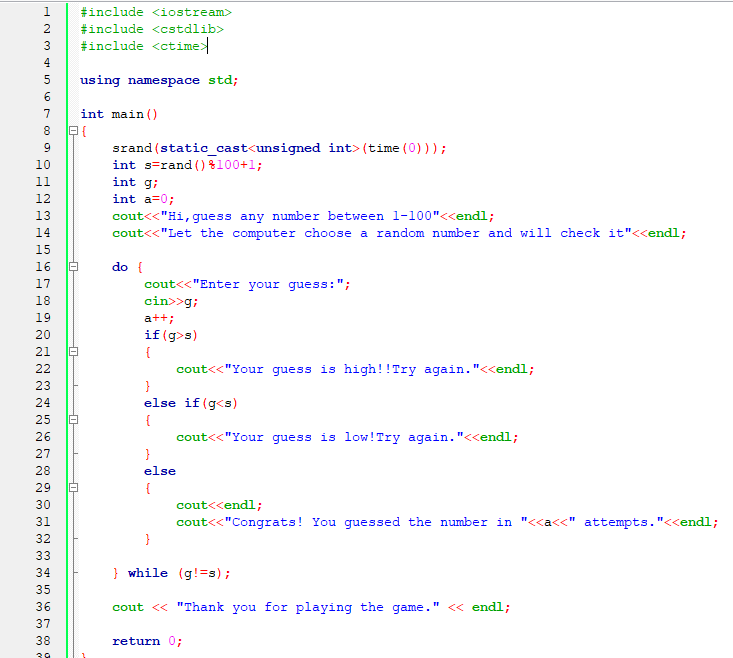 1 #include <iostream>
2 #include <cstdlib>
3 #include <ctime>
4
5 using namespace std;
6
7 int main()
8 {
9 srand(static_cast<unsigned int>(time(0)));
10 int s=rand()%100+1;
11 int g;
12 int a=0;
13 cout<<"Hi,guess any number between 1-100"<<endl;
14 cout<<"Let the computer choose a random number and will check it"<<endl;
15
16 do {
17 cout<<"Enter your guess:";
18 cin>>g;
19 a++;
20 if(g>s)
21 {
22 cout<<"Your guess is high!!Try again."<<endl;
23 }
24 else if(g<s)
25 {
26 cout<<"Your guess is low!Try again."<<endl;
27 }
28 else
29 {
30 cout<<endl;
31 cout<<"Congrats! You guessed the number in "<<a<<" attempts."<<endl;
32 }
33
34 } while (g!=s);
35
36 cout << "Thank you for playing the game." << endl;
37
38 return 0;
39 }